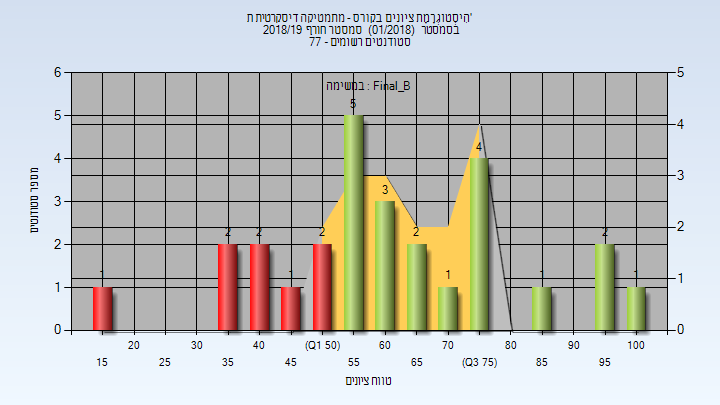 'היסטוגרמת ציונים בקורס - מתמטיקה דיסקרטית ת
בסמסטר (01/2018) סמסטר חורף 2018/19
סטודנטים רשומים - 77
במשימה : Final_B
6 5 4 3 2 1 0
מספר סטודנטים
5 4 3 2 1 0
1 2 2 1 2 5 3 2 1 4 1 2 1
20 30 40 (Q1 50) 60 70 80 90 100
15 25 35 45 55 65 (Q3 75) 85 95
טווח ציונים